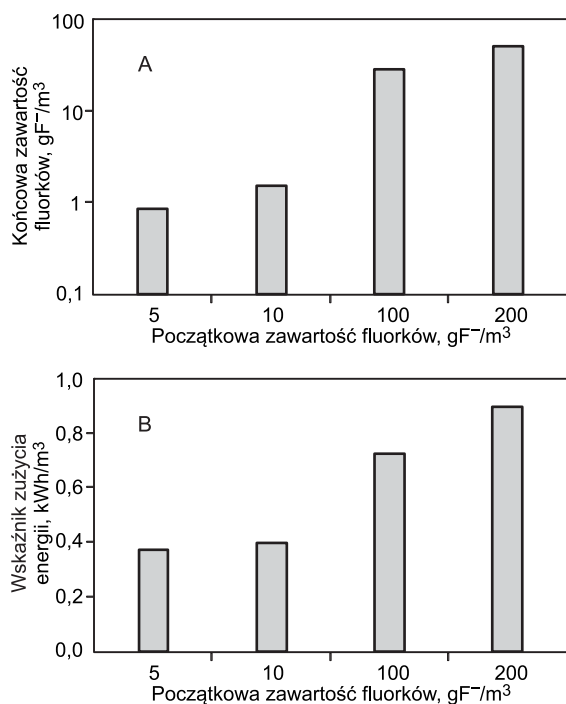 100
10
1
0,1
A
Końcowa zawartość
fluorków, gF⁻/m³
5 10 100 200
Początkowa zawartość fluorków, gF⁻/m³
1,0
0,8
0,6
0,4
0,2
0,0
B
Wskaźnik zużycia
energii, kWh/m³
5 10 100 200
Początkowa zawartość fluorków, gF⁻/m³